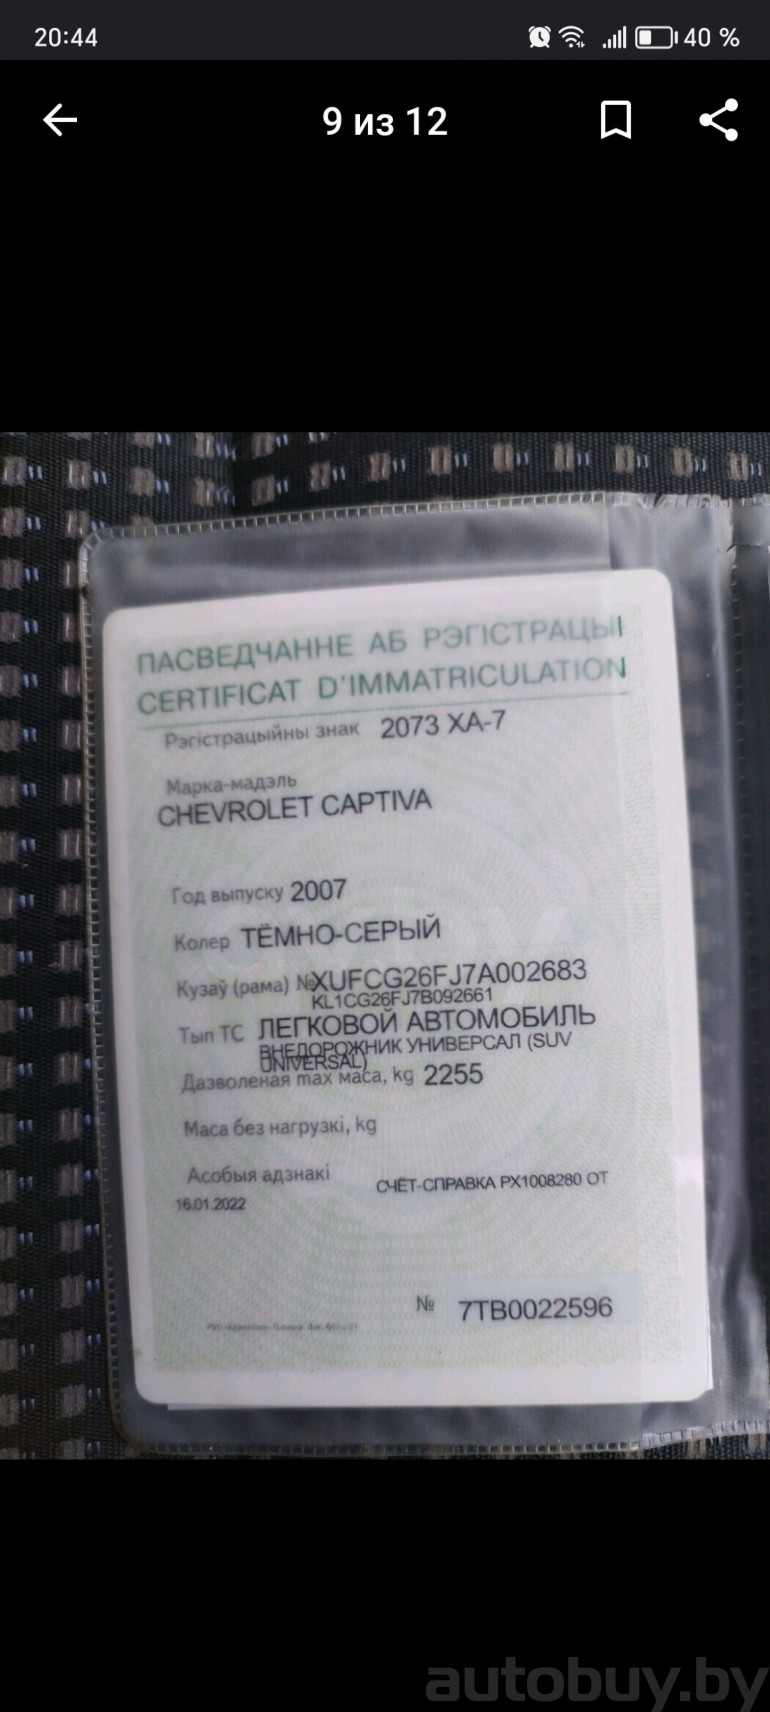 20:44
40 %
9 из 12
ПАСВЕДЧАННЕ АБ РЭГІСТРАЦЫІ
CERTIFICAT D'IMMATRICULATION
Рэгістрацыйны знак 2073 XA-7
Марка-мадэль
CHEVROLET CAPTIVA
Год выпуску 2007
Колер ТЁМНО-СЕРЫЙ
Кузаў (рама) № XUFCG26FJ7A002683
KL1CG26FJ7B092661
Тып ТС ЛЕГКОВОЙ АВТОМОБИЛЬ
ВНЕДОРОЖНИК УНИВЕРСАЛ (SUV
UNIVERSAL)
Дазволеная max маса, kg 2255
Маса без нагрузкі, kg
Асобыя адзнакі СЧЁТ-СПРАВКА РХ1008280 ОТ
16.01.2022
№ 7TB0022596
autobuy.by